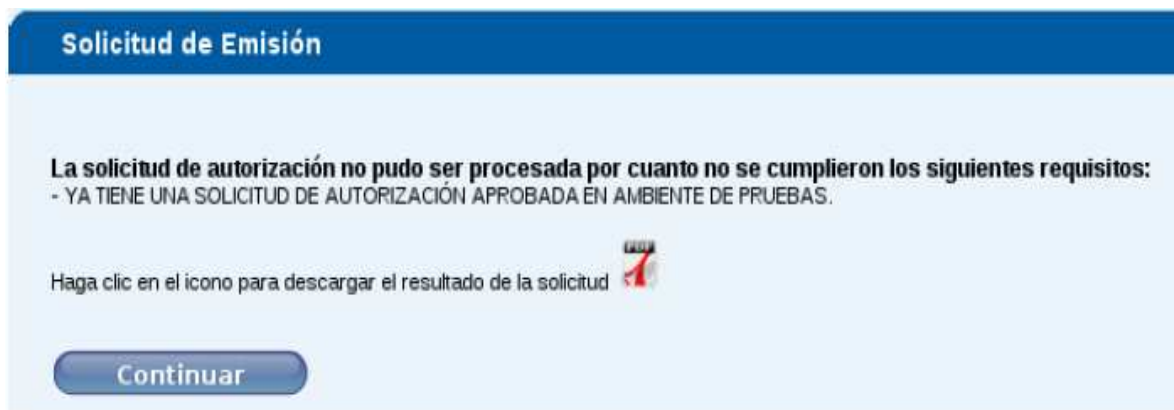 Solicitud de Emisión
La solicitud de autorización no pudo ser procesada por cuanto no se cumplieron los siguientes requisitos:
- YA TIENE UNA SOLICITUD DE AUTORIZACIÓN APROBADA EN AMBIENTE DE PRUEBAS.
PDF
Haga clic en el icono para descargar el resultado de la solicitud
Continuar